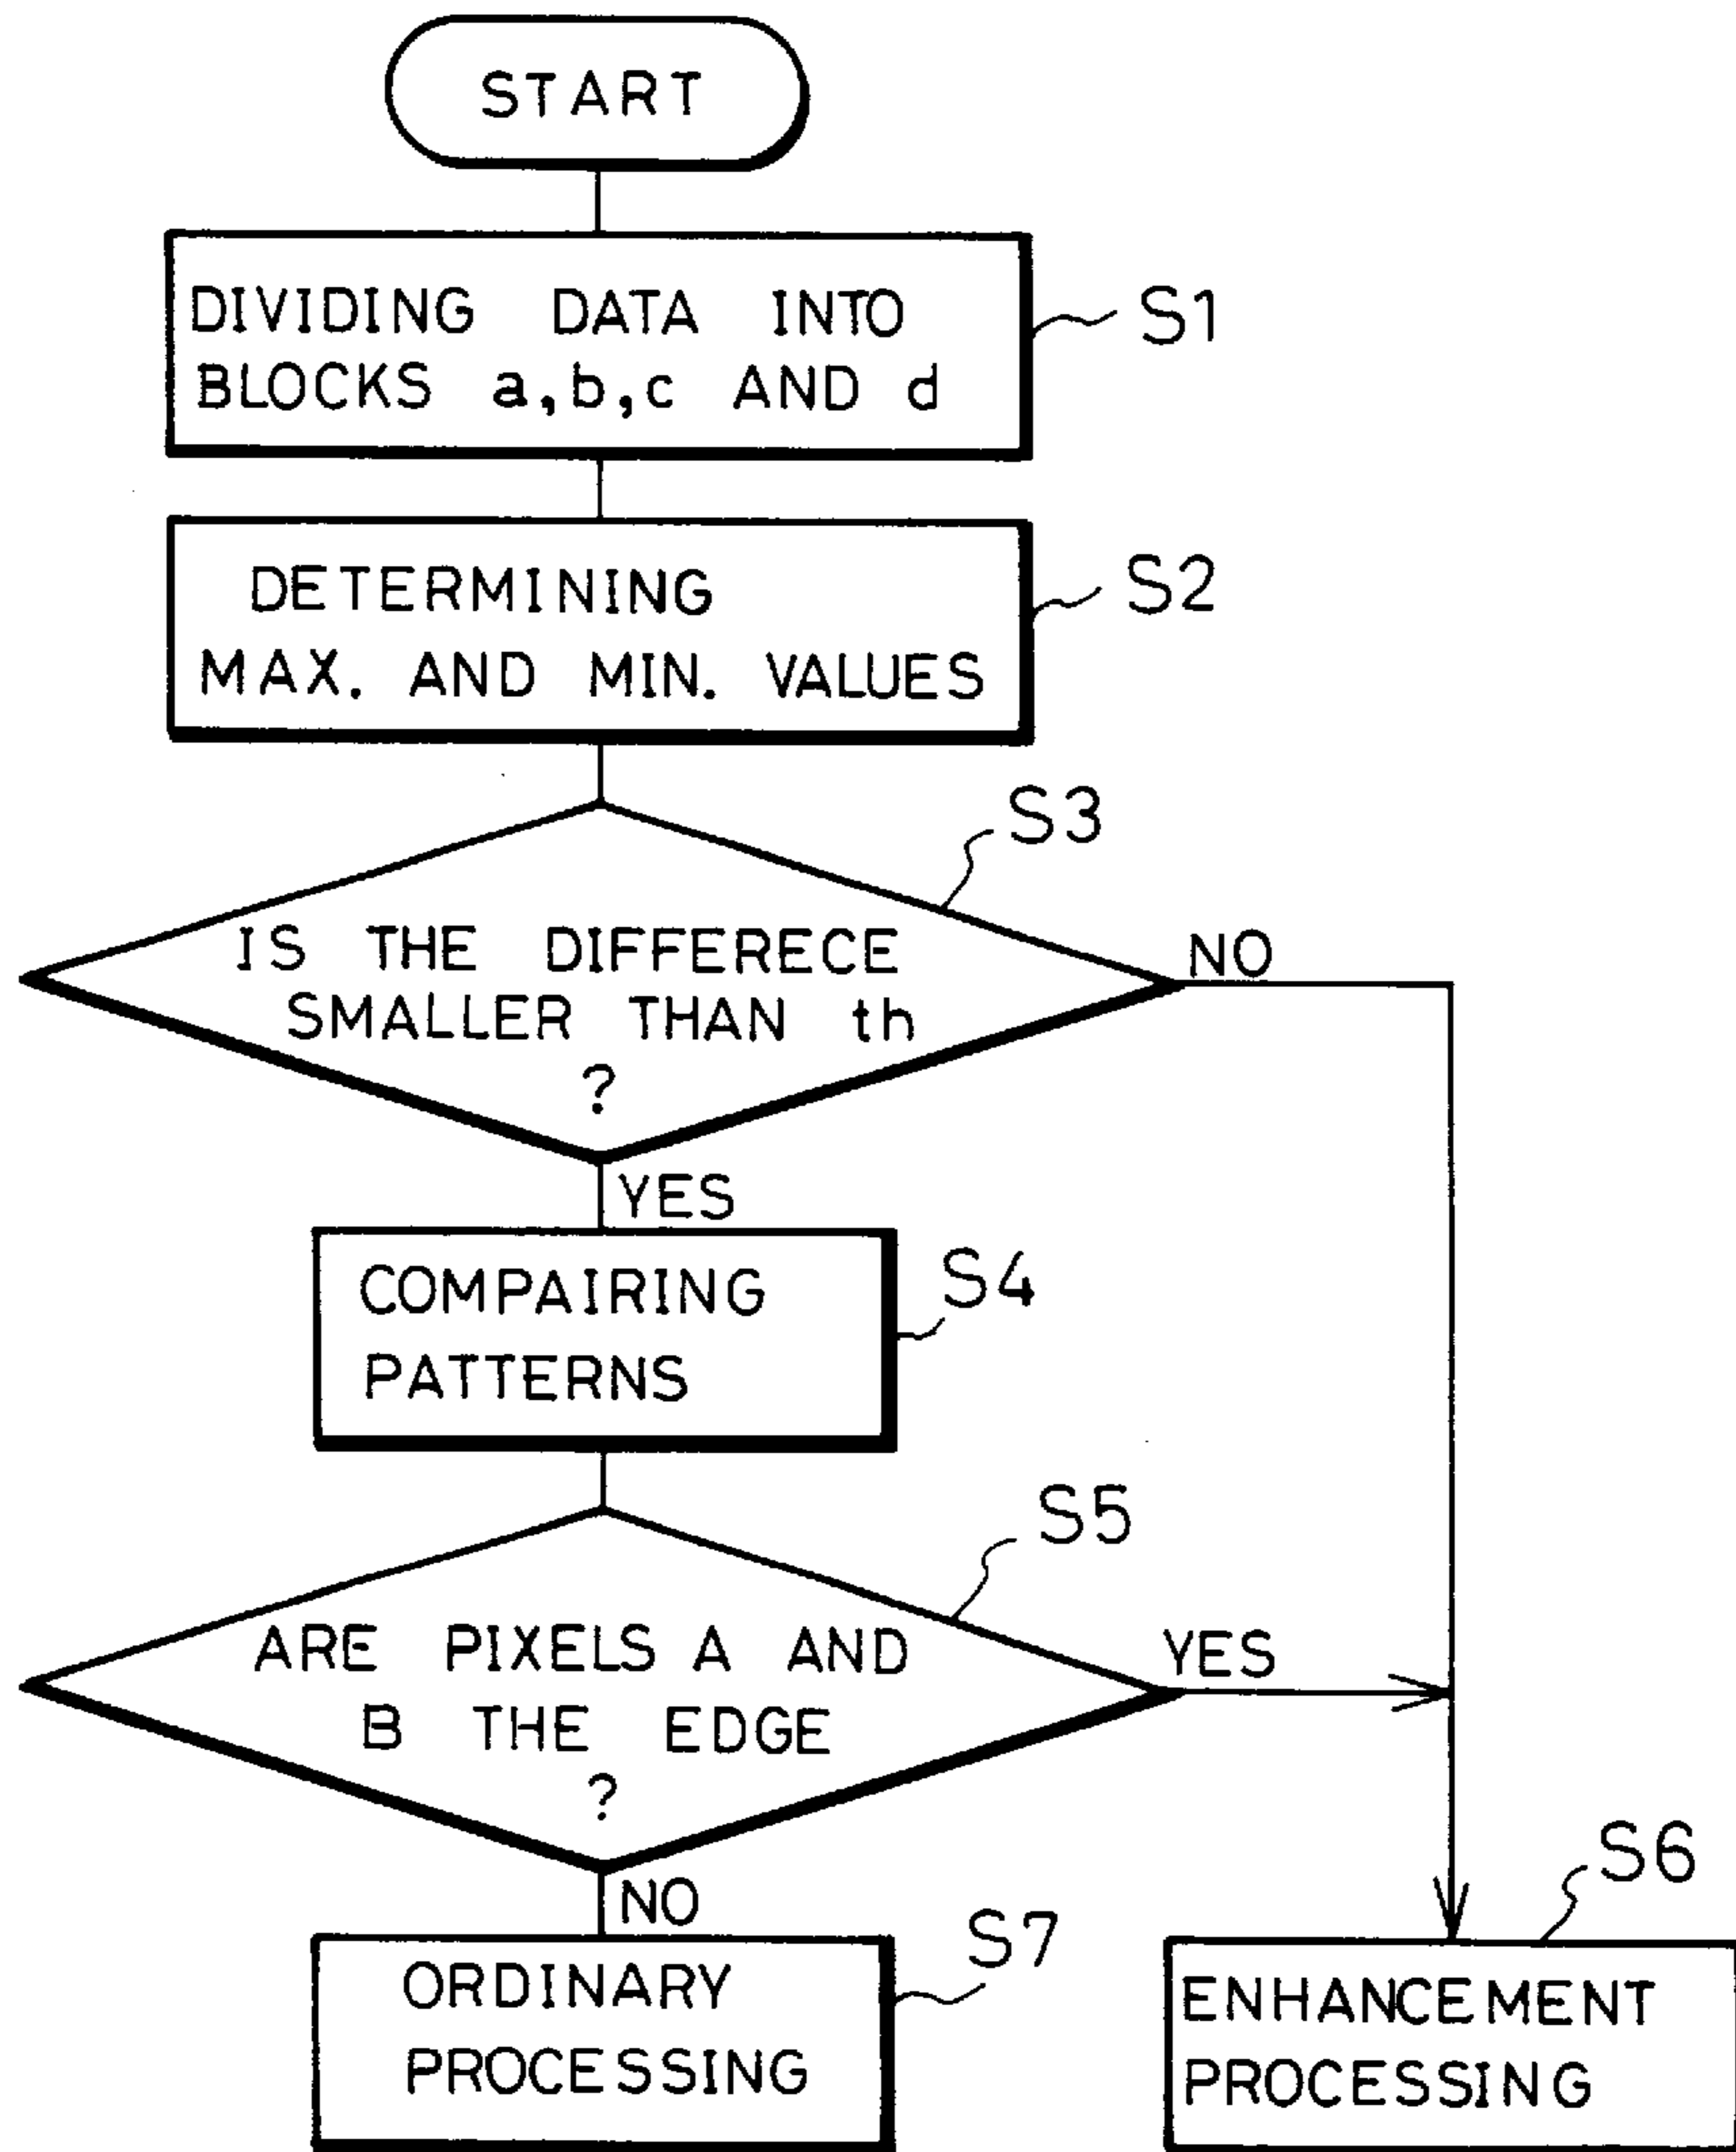 START
DIVIDING DATA INTO
BLOCKS a,b,c AND d
S1
DETERMINING
MAX. AND MIN. VALUES
S2
S3
IS THE DIFFERECE
SMALLER THAN th
?
NO
YES
COMPAIRING
PATTERNS
S4
S5
ARE PIXELS A AND
B THE EDGE
?
YES
NO
ORDINARY
PROCESSING
S7
S6
ENHANCEMENT
PROCESSING